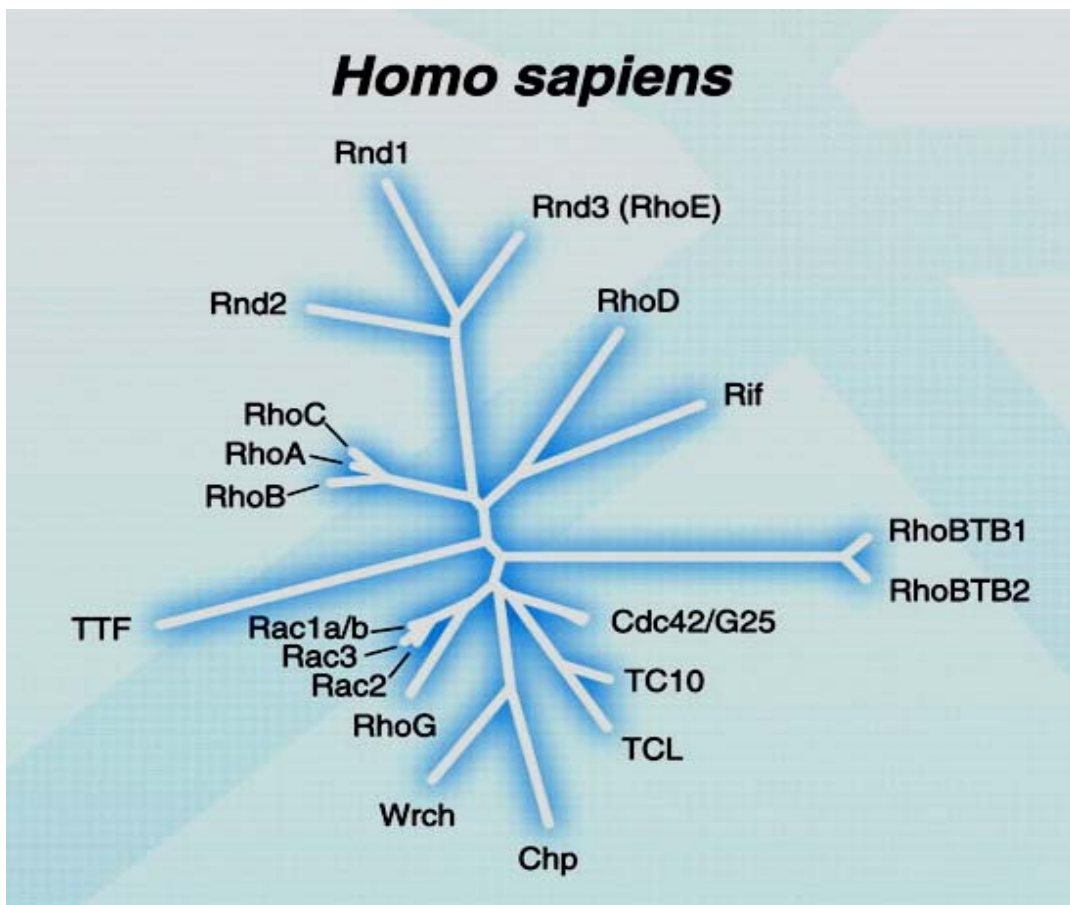 Homo sapiens
Rnd1
Rnd3 (RhoE)
Rnd2
RhoD
Rif
RhoC
RhoA
RhoB
RhoBTB1
RhoBTB2
TTF
Rac1a/b
Rac3
Rac2
RhoG
Cdc42/G25
TC10
TCL
Wrch
Chp